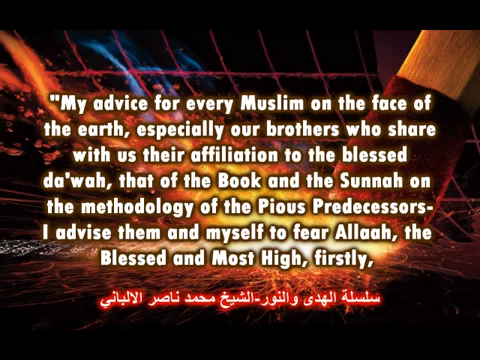 "My advice for every Muslim on the face of
the earth, especially our brothers who share
with us their affiliation to the blessed
da'wah, that of the Book and the Sunnah on
the methodology of the Pious Predecessors-
I advise them and myself to fear Allaah, the
Blessed and Most High, firstly,
سلسلة الهدى والنور-الشيخ محمد ناصر الالباني